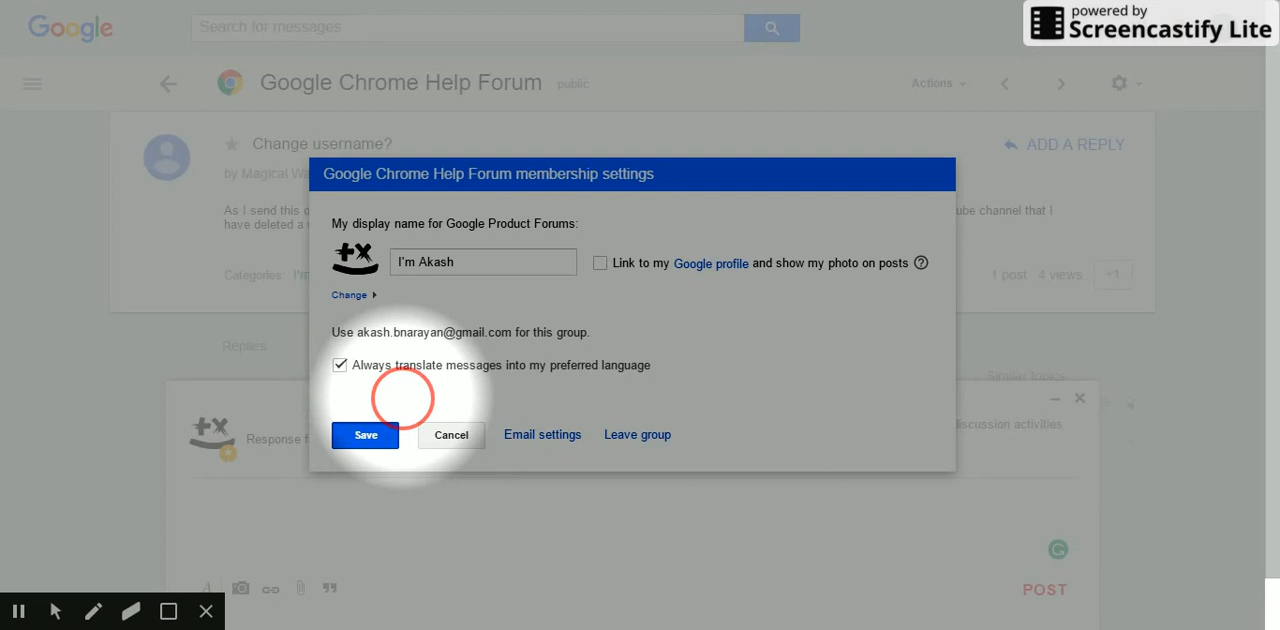 powered by
Screencastify Lite
Google
Search for messages
Google Chrome Help Forum public
Actions
Change username?
ADD A REPLY
by Magical
As I send this
ube channel that I
have deleted a
Categories: I'm
1 post 4 views +1
Google Chrome Help Forum membership settings
My display name for Google Product Forums:
I'm Akash
Link to my Google profile and show my photo on posts
Change
Use akash.bnarayan@gmail.com for this group.
Always translate messages into my preferred language
Save
Cancel
Email settings
Leave group
Replies
Similar topics
Response
discussion activities
POST